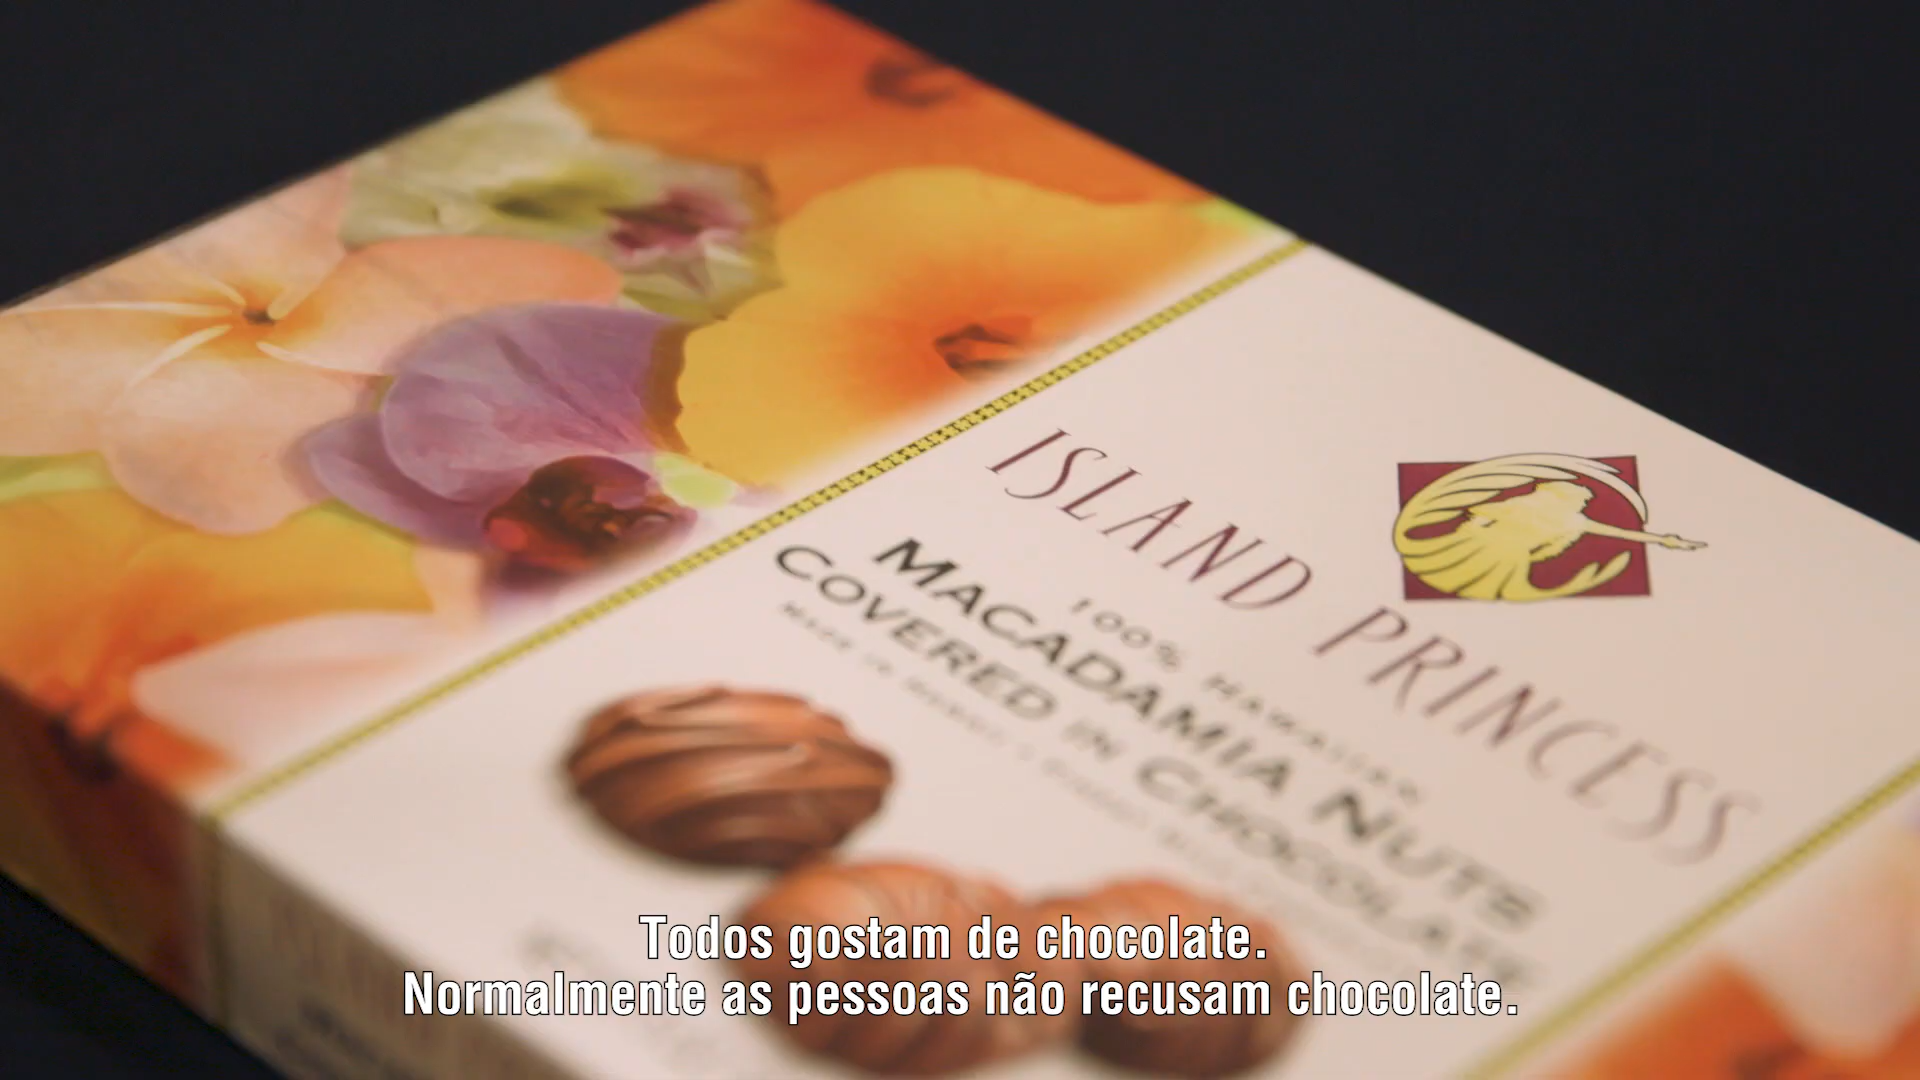 ISLAND PRINCESS
100% HAWAIIAN
MACADAMIA NUTS
COVERED IN CHOCOLATE
Todos gostam de chocolate.
Normalmente as pessoas não recusam chocolate.